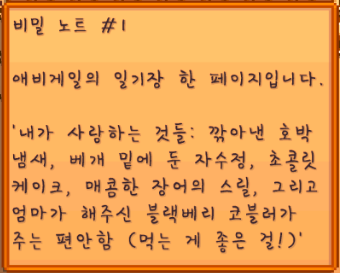 비밀 노트 #1
애비게일의 일기장 한 페이지입니다.
'내가 사랑하는 것들: 깎아낸 호박
냄새, 베개 밑에 둔 자수정, 초콜릿
케이크, 매콤한 장어의 스릴, 그리고
엄마가 해주신 블랙베리 코블러가
주는 편안함 (먹는 게 좋은 걸!)'